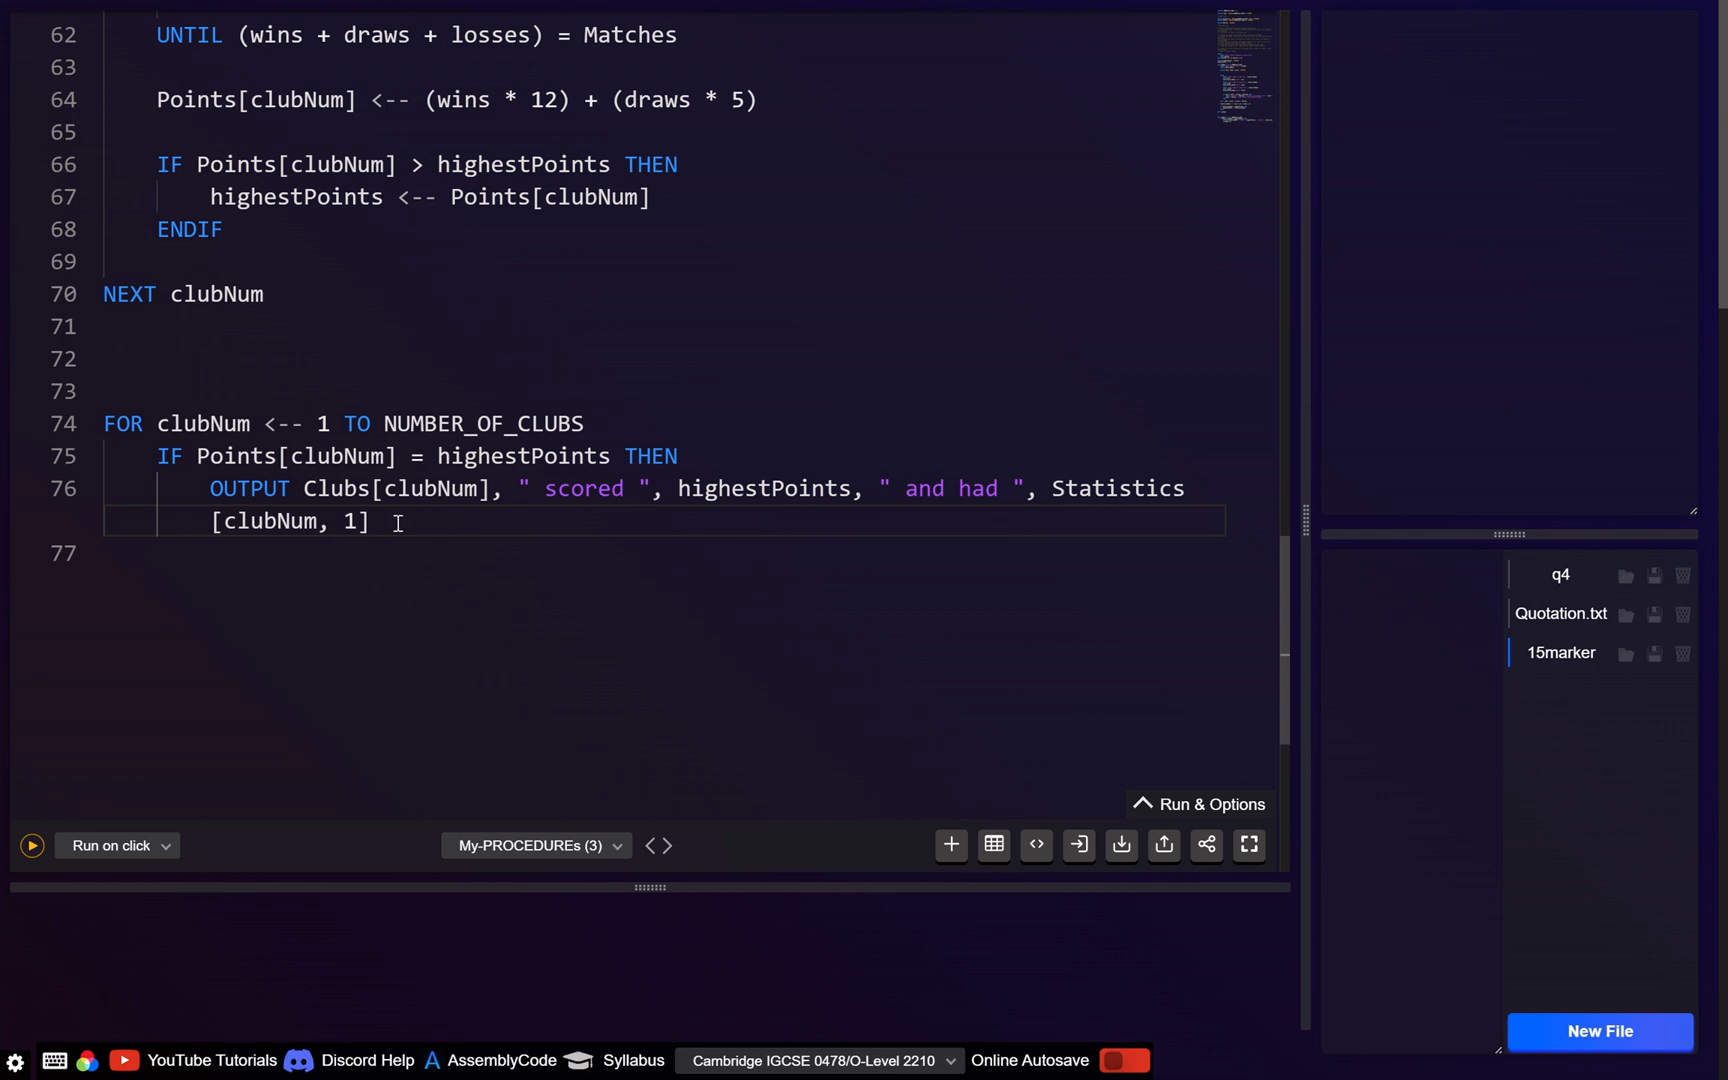 62 UNTIL (wins + draws + losses) = Matches
63
64 Points[clubNum] <-- (wins * 12) + (draws * 5)
65
66 IF Points[clubNum] > highestPoints THEN
67 highestPoints <-- Points[clubNum]
68 ENDIF
69
70 NEXT clubNum
71
72
73
74 FOR clubNum <-- 1 TO NUMBER_OF_CLUBS
75 IF Points[clubNum] = highestPoints THEN
76 OUTPUT Clubs[clubNum], " scored ", highestPoints, " and had ", Statistics
[clubNum, 1]
77
q4
Quotation.txt
15marker
Run & Options
Run on click
My-PROCEDUREs (3)
New File
YouTube Tutorials
Discord Help
AssemblyCode
Syllabus
Cambridge IGCSE 0478/O-Level 2210
Online Autosave